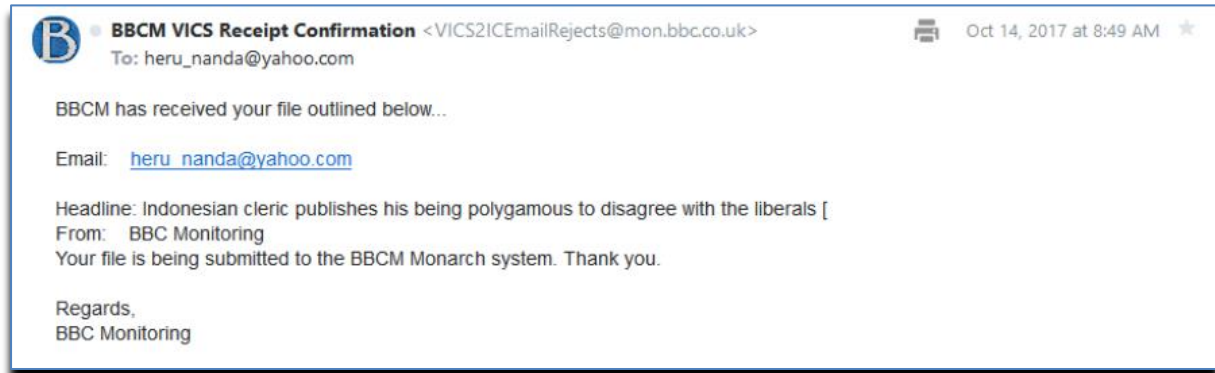 B
BBCM VICS Receipt Confirmation <VICS2ICEmailRejects@mon.bbc.co.uk> Oct 14, 2017 at 8:49 AM
To: heru_nanda@yahoo.com
BBCM has received your file outlined below...
Email: heru_nanda@yahoo.com
Headline: Indonesian cleric publishes his being polygamous to disagree with the liberals [
From: BBC Monitoring
Your file is being submitted to the BBCM Monarch system. Thank you.
Regards,
BBC Monitoring